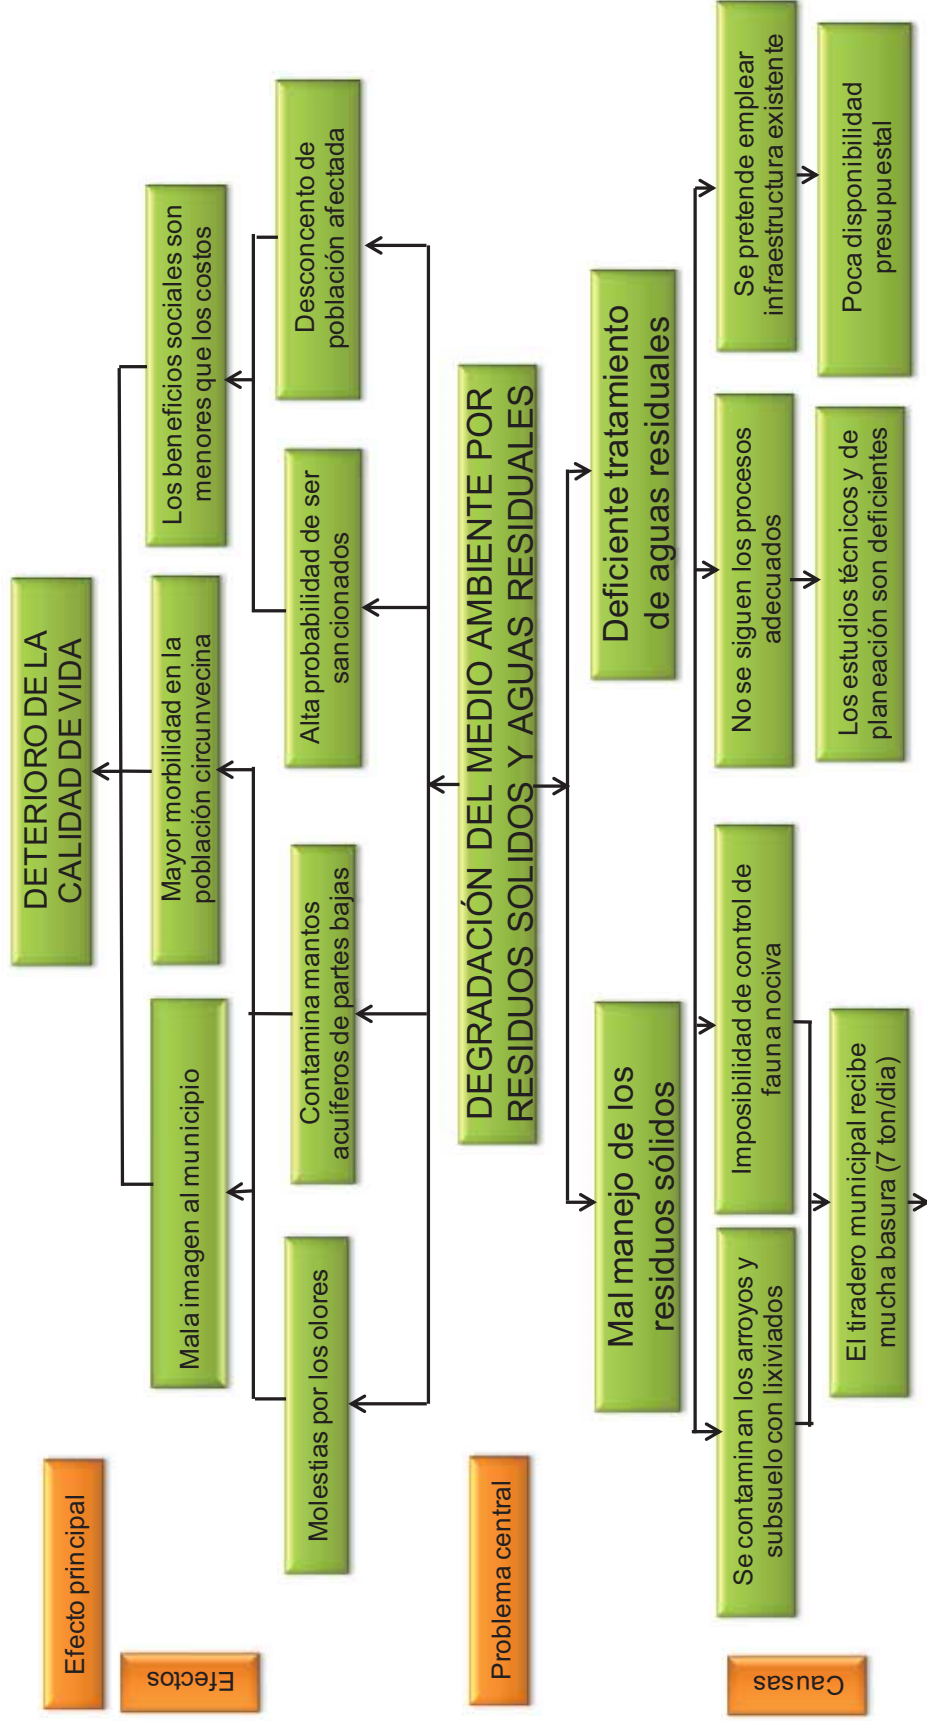 Efecto principal
DETERIORO DE LA
CALIDAD DE VIDA
Efectos
Mala imagen al municipio
Mayor morbilidad en la
población circunvecina
Los beneficios sociales son
menores que los costos
Molestias por los olores
Contamina mantos
acuíferos de partes bajas
Alta probabilidad de ser
sancionados
Desconcento de
población afectada
Problema central
DEGRADACIÓN DEL MEDIO AMBIENTE POR
RESIDUOS SOLIDOS Y AGUAS RESIDUALES
Mal manejo de los
residuos sólidos
Deficiente tratamiento
de aguas residuales
Causas
Se contaminan los arroyos y
subsuelo con lixiviados
Imposibilidad de control de
fauna nociva
No se siguen los procesos
adecuados
Se pretende emplear
infraestructura existente
El tiradero municipal recibe
mucha basura (7 ton/dia)
Los estudios técnicos y de
planeación son deficientes
Poca disponibilidad
presupuestal